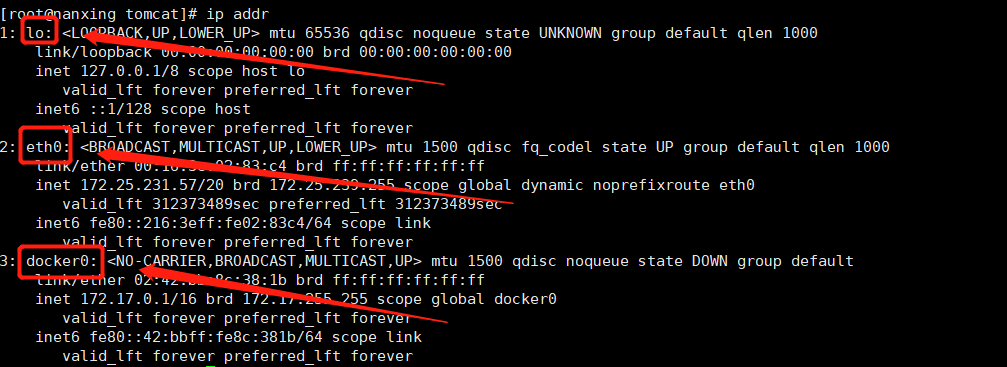 [root@nanxing tomcat]# ip addr
1: lo: <LOOPBACK,UP,LOWER_UP> mtu 65536 qdisc noqueue state UNKNOWN group default qlen 1000
link/loopback 00:00:00:00:00:00 brd 00:00:00:00:00:00
inet 127.0.0.1/8 scope host lo
valid_lft forever preferred_lft forever
inet6 ::1/128 scope host
valid_lft forever preferred_lft forever
2: eth0: <BROADCAST,MULTICAST,UP,LOWER_UP> mtu 1500 qdisc fq_codel state UP group default qlen 1000
link/ether 00:16:3e:02:83:c4 brd ff:ff:ff:ff:ff:ff
inet 172.25.231.57/20 brd 172.25.239.255 scope global dynamic noprefixroute eth0
valid_lft 312373489sec preferred_lft 312373489sec
inet6 fe80::216:3eff:fe02:83c4/64 scope link
valid_lft forever preferred_lft forever
3: docker0: <NO-CARRIER,BROADCAST,MULTICAST,UP> mtu 1500 qdisc noqueue state DOWN group default
link/ether 02:42:bb:8c:38:1b brd ff:ff:ff:ff:ff:ff
inet 172.17.0.1/16 brd 172.17.255.255 scope global docker0
valid_lft forever preferred_lft forever
inet6 fe80::42:bbff:fe8c:381b/64 scope link
valid_lft forever preferred_lft forever